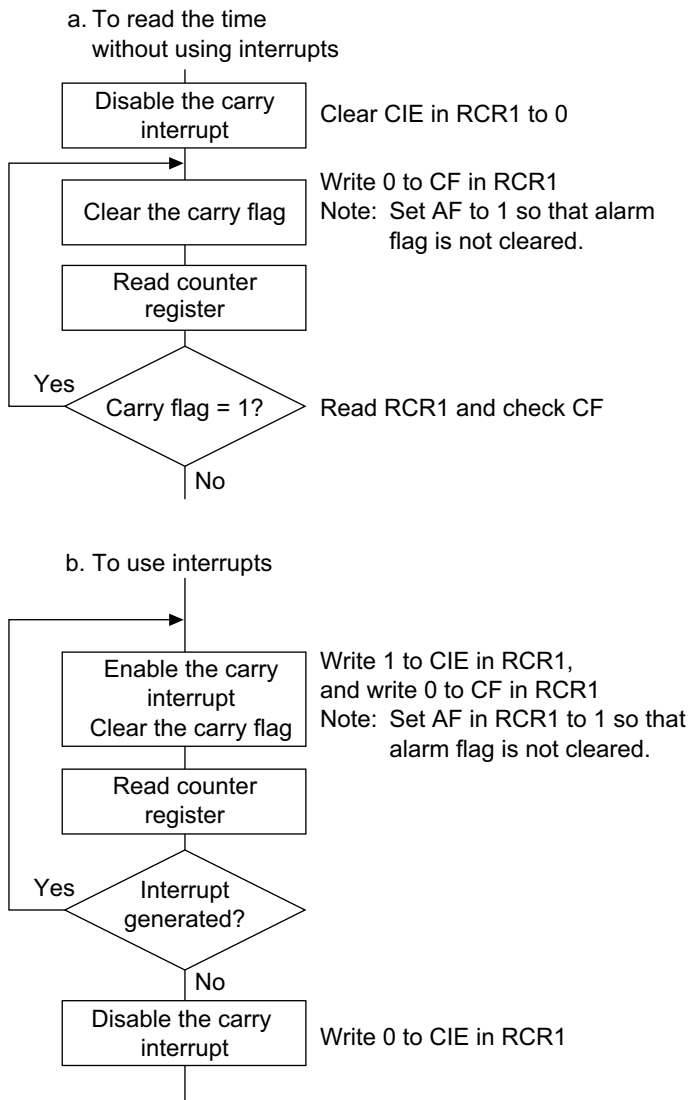 a. To read the time
without using interrupts
Disable the carry
interrupt
Clear CIE in RCR1 to 0
Clear the carry flag
Write 0 to CF in RCR1
Note: Set AF to 1 so that alarm
flag is not cleared.
Read counter
register
Yes
Carry flag = 1?
Read RCR1 and check CF
No
b. To use interrupts
Enable the carry
interrupt
Clear the carry flag
Write 1 to CIE in RCR1,
and write 0 to CF in RCR1
Note: Set AF in RCR1 to 1 so that
alarm flag is not cleared.
Read counter
register
Yes
Interrupt
generated?
No
Disable the carry
interrupt
Write 0 to CIE in RCR1